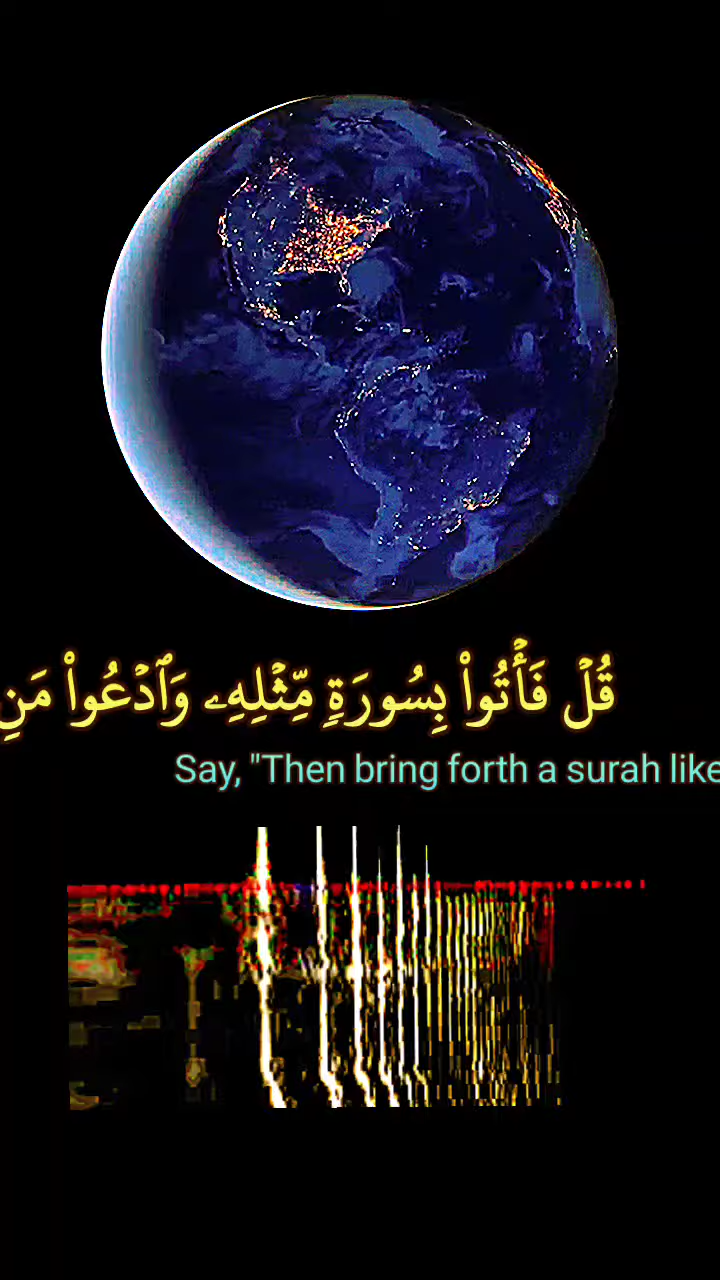 قُلۡ فَأۡتُواْ بِسُورَةٖ مِّثۡلِهِۦ وَٱدۡعُواْ مَنِ
Say, "Then bring forth a surah like